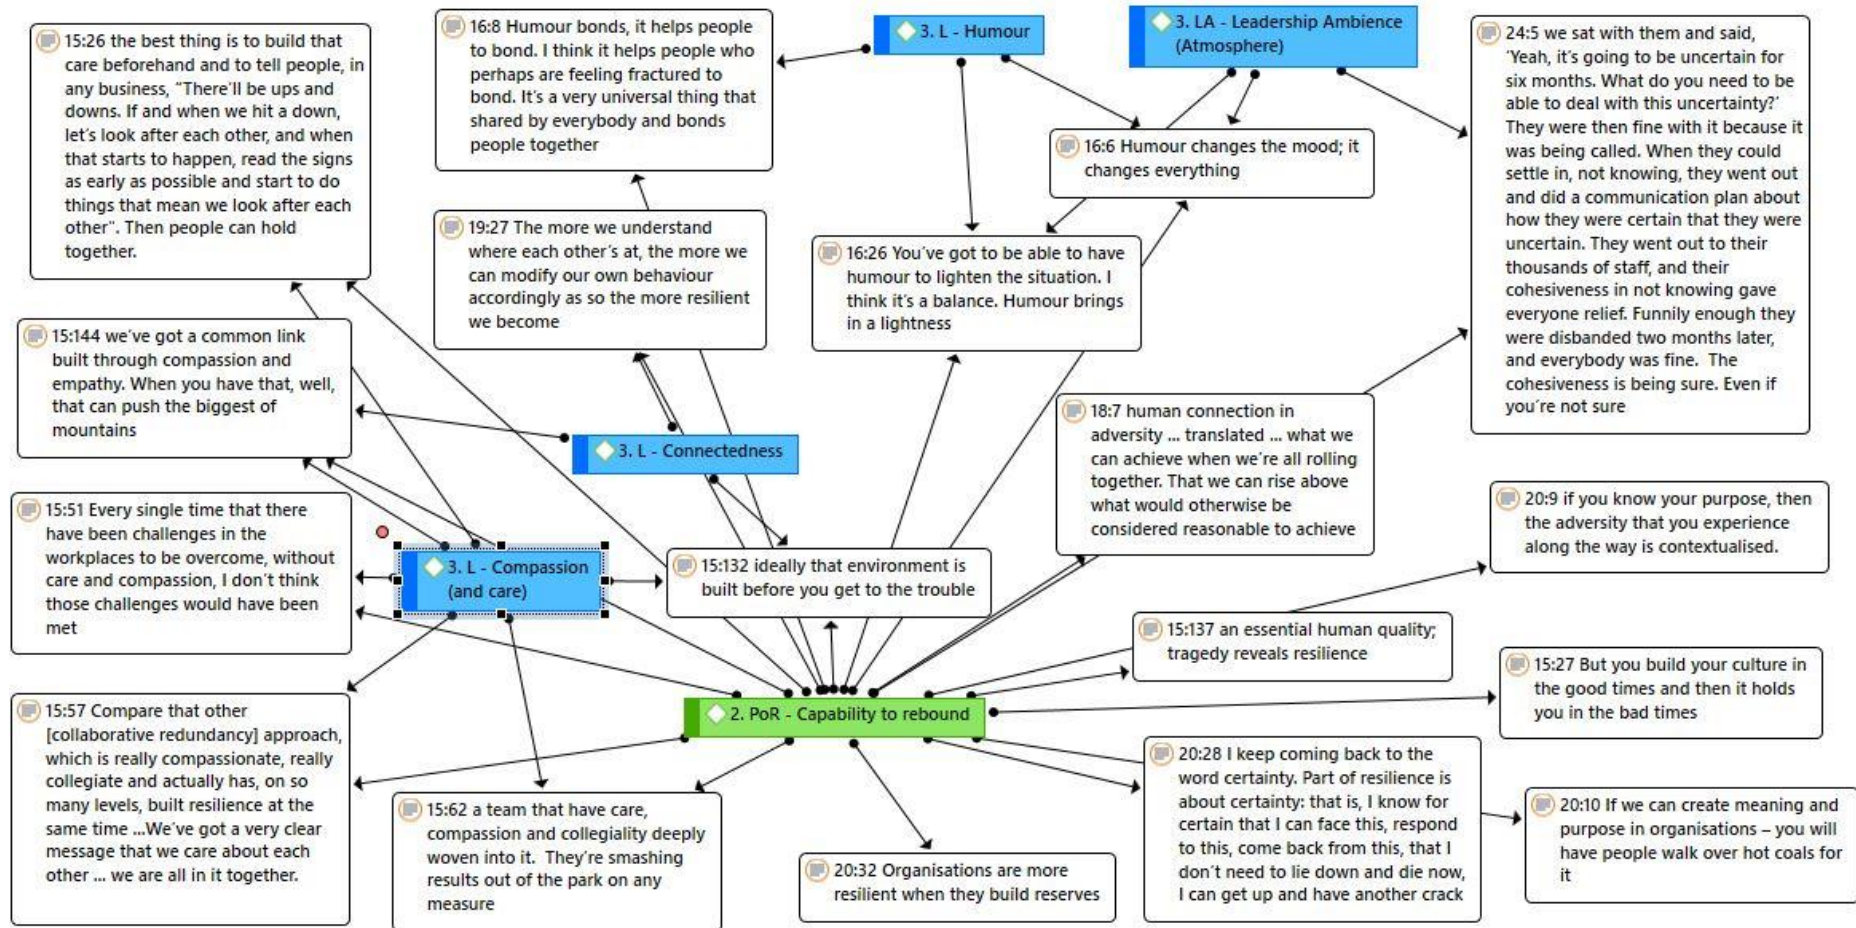 15:26 the best thing is to build that
care beforehand and to tell people, in
any business, "There'll be ups and
downs. If and when we hit a down,
let's look after each other, and when
that starts to happen, read the signs
as early as possible and start to do
things that mean we look after each
other". Then people can hold
together.
16:8 Humour bonds, it helps people
to bond. I think it helps people who
perhaps are feeling fractured to
bond. It's a very universal thing that
shared by everybody and bonds
people together
3. L - Humour
3. LA - Leadership Ambience
(Atmosphere)
24:5 we sat with them and said,
'Yeah, it's going to be uncertain for
six months. What do you need to be
able to deal with this uncertainty?'
They were then fine with it because it
was being called. When they could
settle in, not knowing, they went out
and did a communication plan about
how they were certain that they were
uncertain. They went out to their
thousands of staff, and their
cohesiveness in not knowing gave
everyone relief. Funnily enough they
were disbanded two months later,
and everybody was fine. The
cohesiveness is being sure. Even if
you're not sure
16:6 Humour changes the mood; it
changes everything
19:27 The more we understand
where each other's at, the more we
can modify our own behaviour
accordingly as so the more resilient
we become
16:26 You've got to be able to have
humour to lighten the situation. I
think it's a balance. Humour brings
in a lightness
15:144 we've got a common link
built through compassion and
empathy. When you have that, well,
that can push the biggest of
mountains
3. L - Connectedness
18:7 human connection in
adversity ... translated ... what we
can achieve when we're all rolling
together. That we can rise above
what would otherwise be
considered reasonable to achieve
20:9 if you know your purpose, then
the adversity that you experience
along the way is contextualised.
15:51 Every single time that there
have been challenges in the
workplaces to be overcome, without
care and compassion, I don't think
those challenges would have been
met
3. L - Compassion
(and care)
15:132 ideally that environment is
built before you get to the trouble
15:137 an essential human quality;
tragedy reveals resilience
15:27 But you build your culture in
the good times and then it holds
you in the bad times
15:57 Compare that other
[collaborative redundancy] approach,
which is really compassionate, really
collegiate and actually has, on so
many levels, built resilience at the
same time ...We've got a very clear
message that we care about each
other ... we are all in it together.
2. PoR - Capability to rebound
15:62 a team that have care,
compassion and collegiality deeply
woven into it. They're smashing
results out of the park on any
measure
20:32 Organisations are more
resilient when they build reserves
20:28 I keep coming back to the
word certainty. Part of resilience is
about certainty: that is, I know for
certain that I can face this, respond
to this, come back from this, that I
don't need to lie down and die now,
I can get up and have another crack
20:10 If we can create meaning and
purpose in organisations – you will
have people walk over hot coals for
it